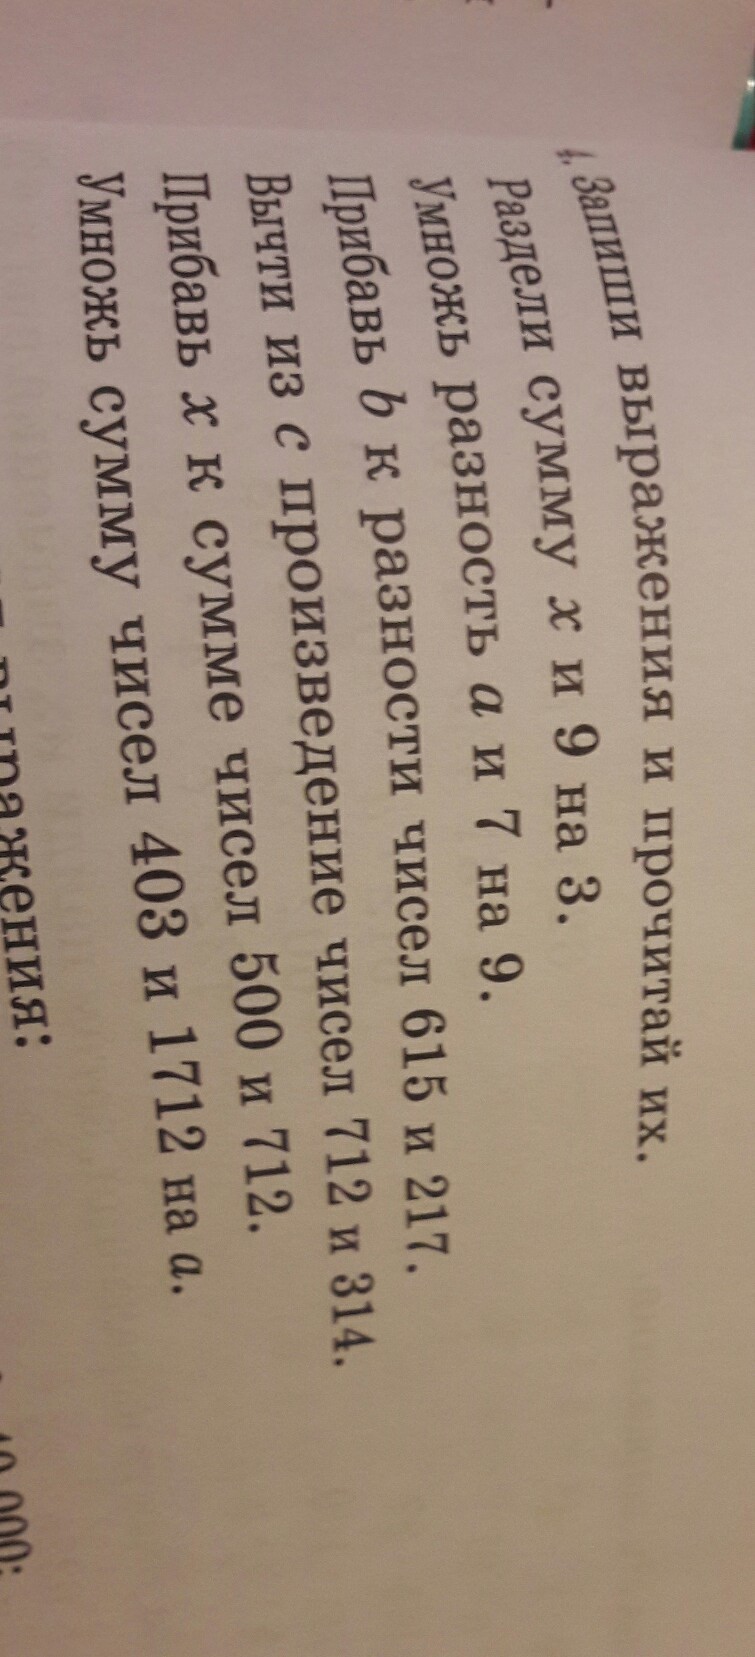 4. Запиши выражения и прочитай их.
Раздели сумму x и 9 на 3.
Умножь разность a и 7 на 9.
Прибавь b к разности чисел 615 и 217.
Вычти из c произведение чисел 712 и 314.
Прибавь x к сумме чисел 500 и 712.
Умножь сумму чисел 403 и 1712 на a.